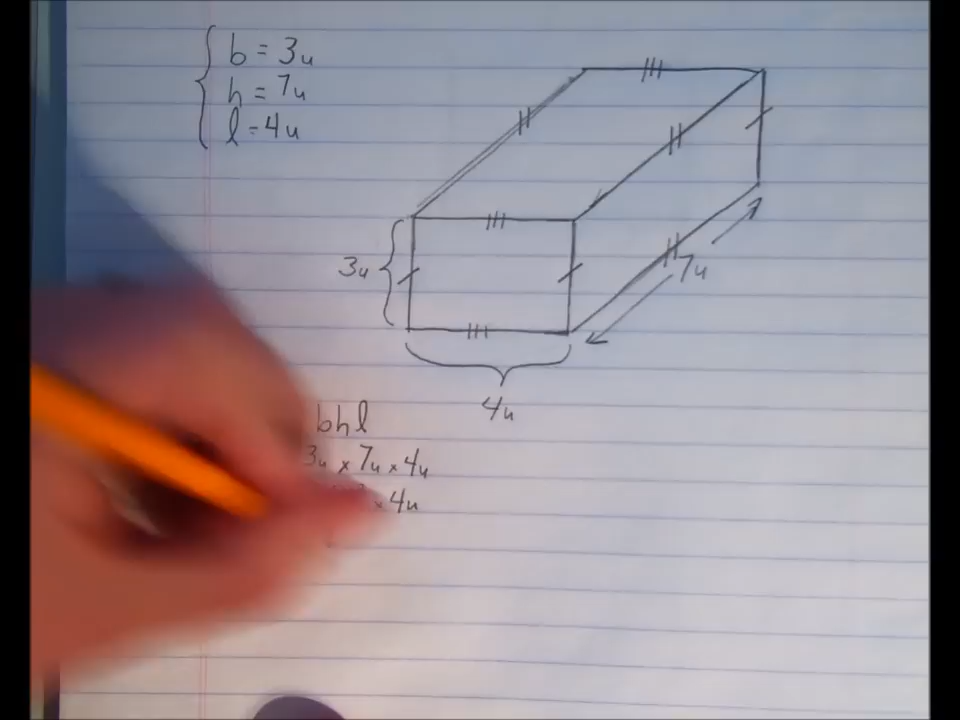 b = 3u
h = 7u
l = 4u
3u
7u
4u
bhl
3u x 7u x 4u
x 4u